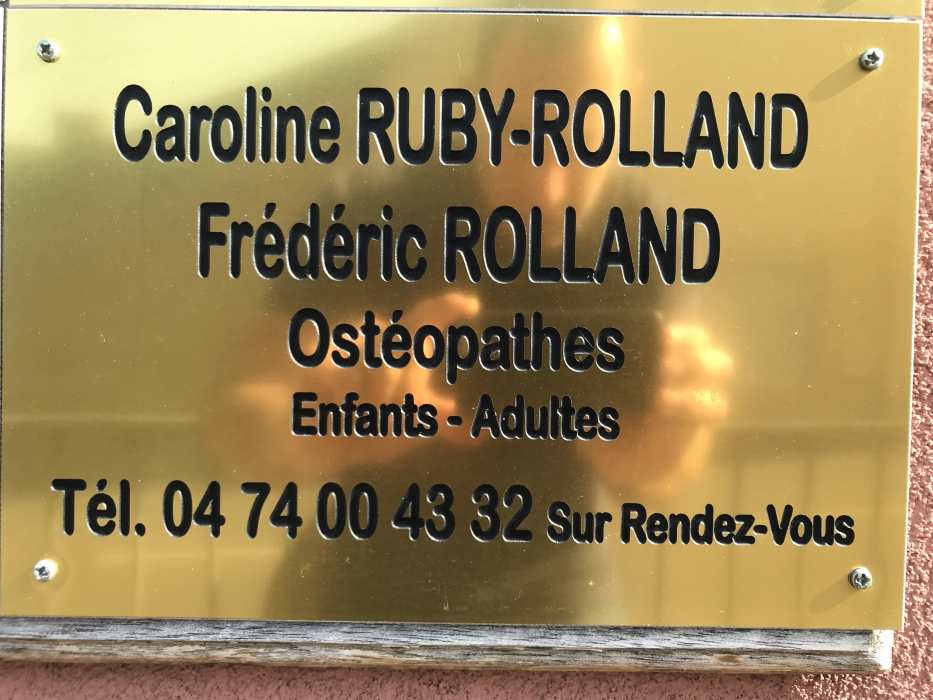 Caroline RUBY-ROLLAND
Frédéric ROLLAND
Ostéopathes
Enfants - Adultes
Tél. 04 74 00 43 32 Sur Rendez-Vous